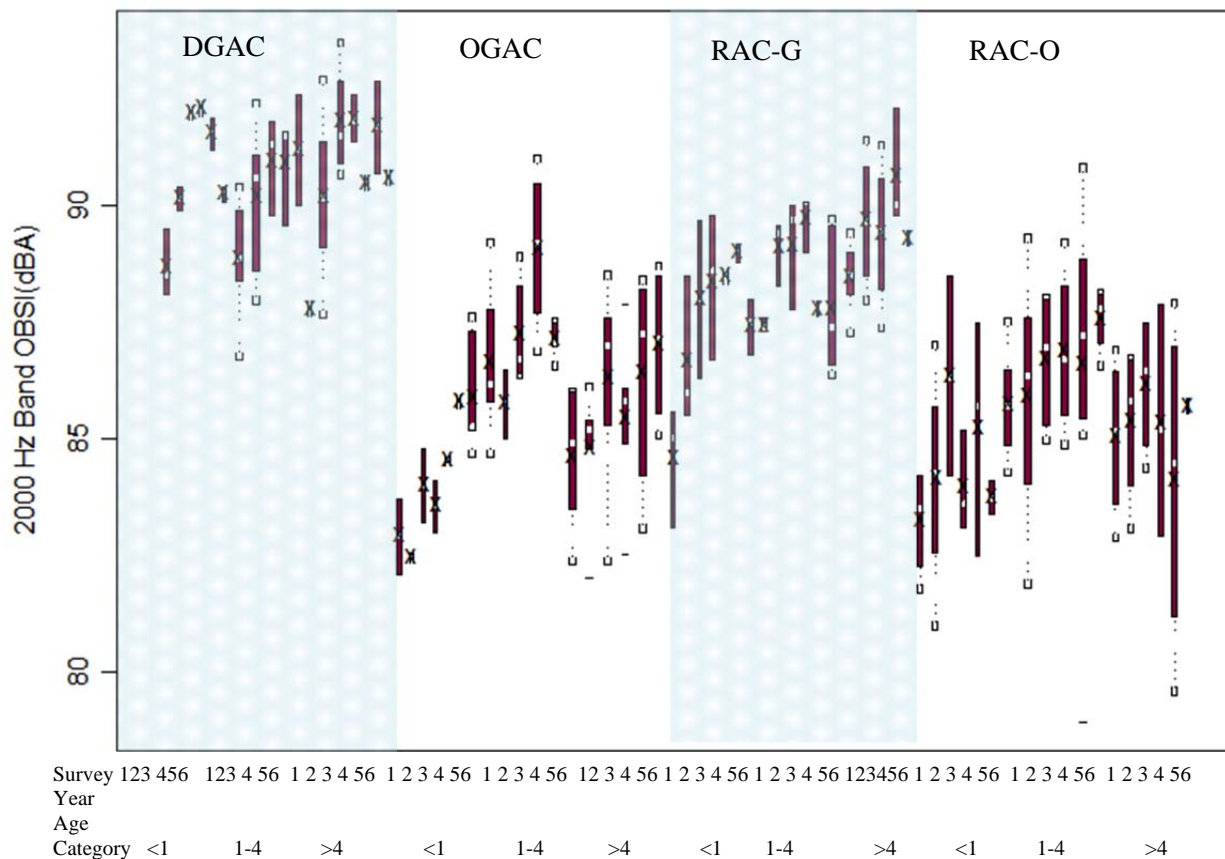 DGAC OGAC RAC-G RAC-O
2000 Hz Band OBSI(dBA)
90
85
80
Survey 123 456 123 4 56 1 2 3 4 56 1 2 3 4 56 1 2 3 4 56 12 3 4 56 1 2 3 4 56 1 2 3 4 56 123456 1 2 3 4 56 1 2 3 4 56 1 2 3 4 56
Year
Age
Category <1 1-4 >4 <1 1-4 >4 <1 1-4 >4 <1 1-4 >4